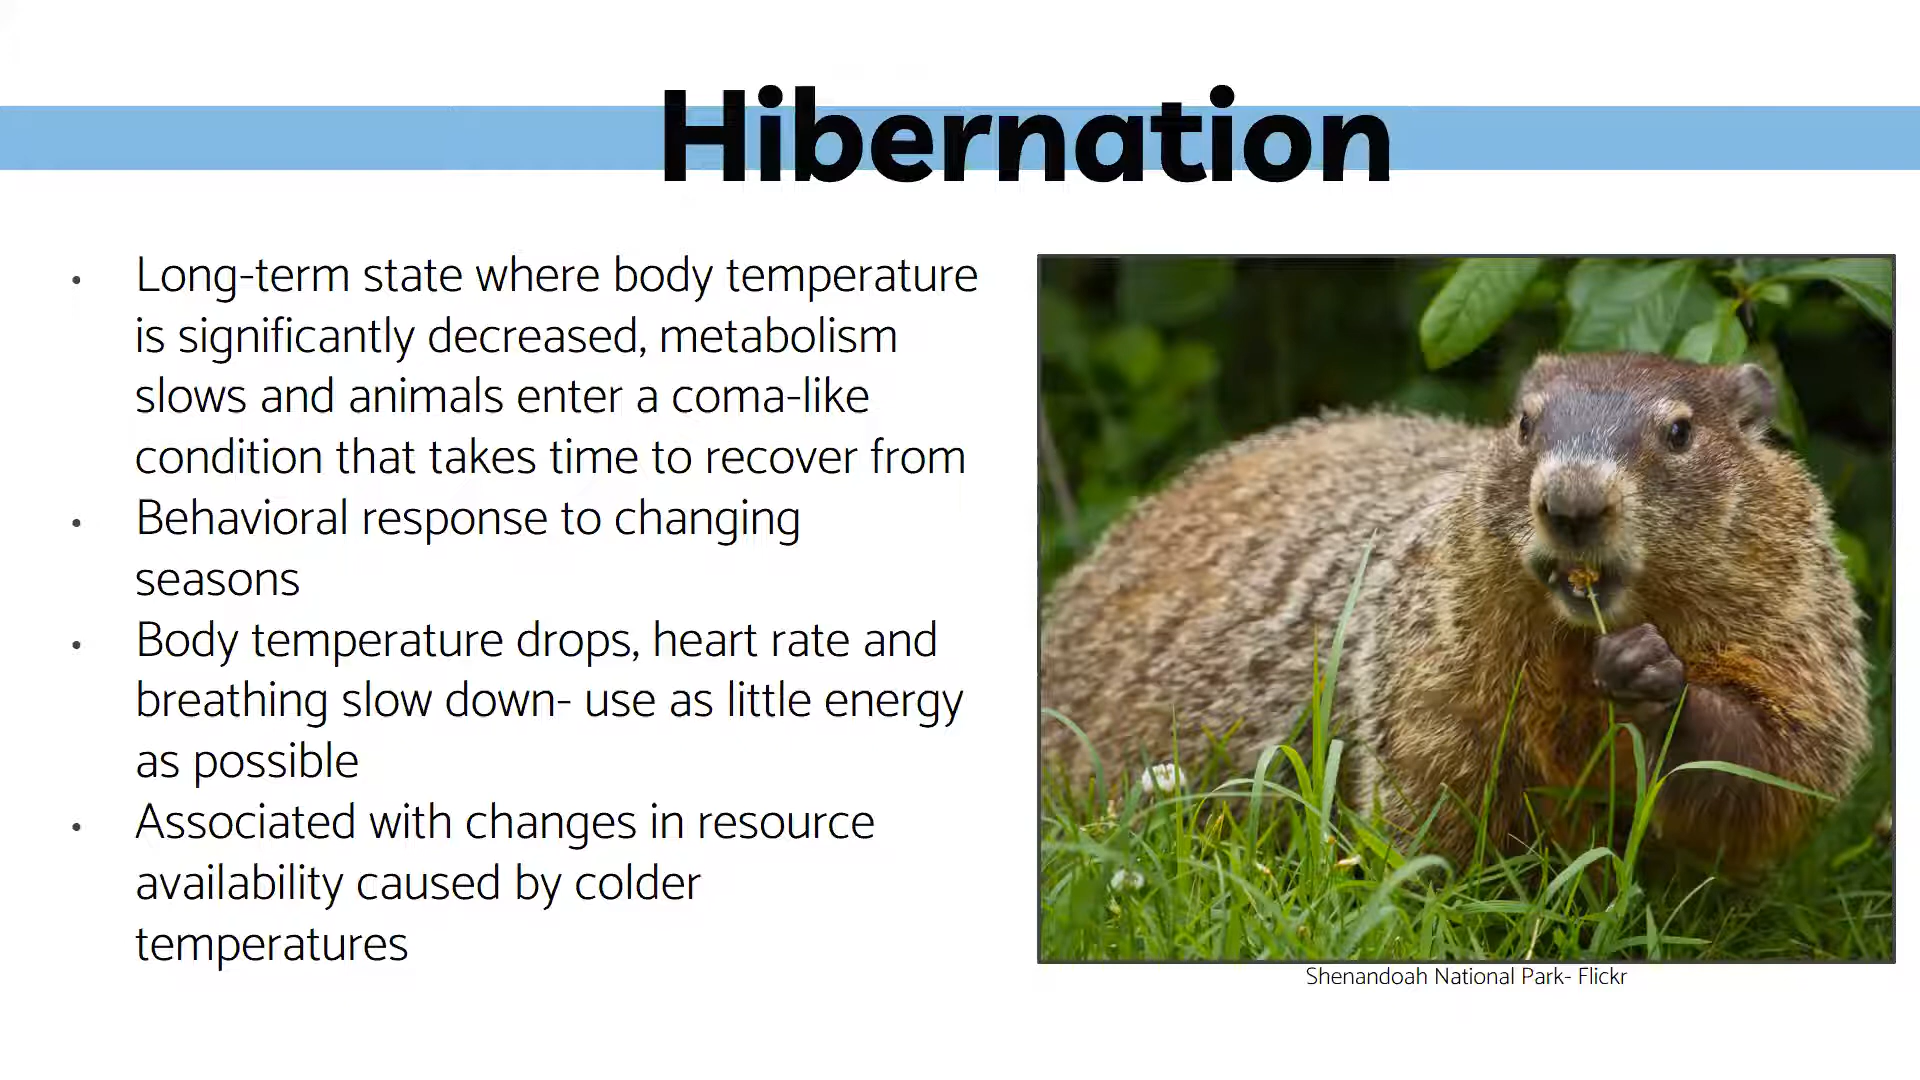 Hibernation
• Long-term state where body temperature
is significantly decreased, metabolism
slows and animals enter a coma-like
condition that takes time to recover from
• Behavioral response to changing
seasons
• Body temperature drops, heart rate and
breathing slow down- use as little energy
as possible
• Associated with changes in resource
availability caused by colder
temperatures
Shenandoah National Park- Flickr